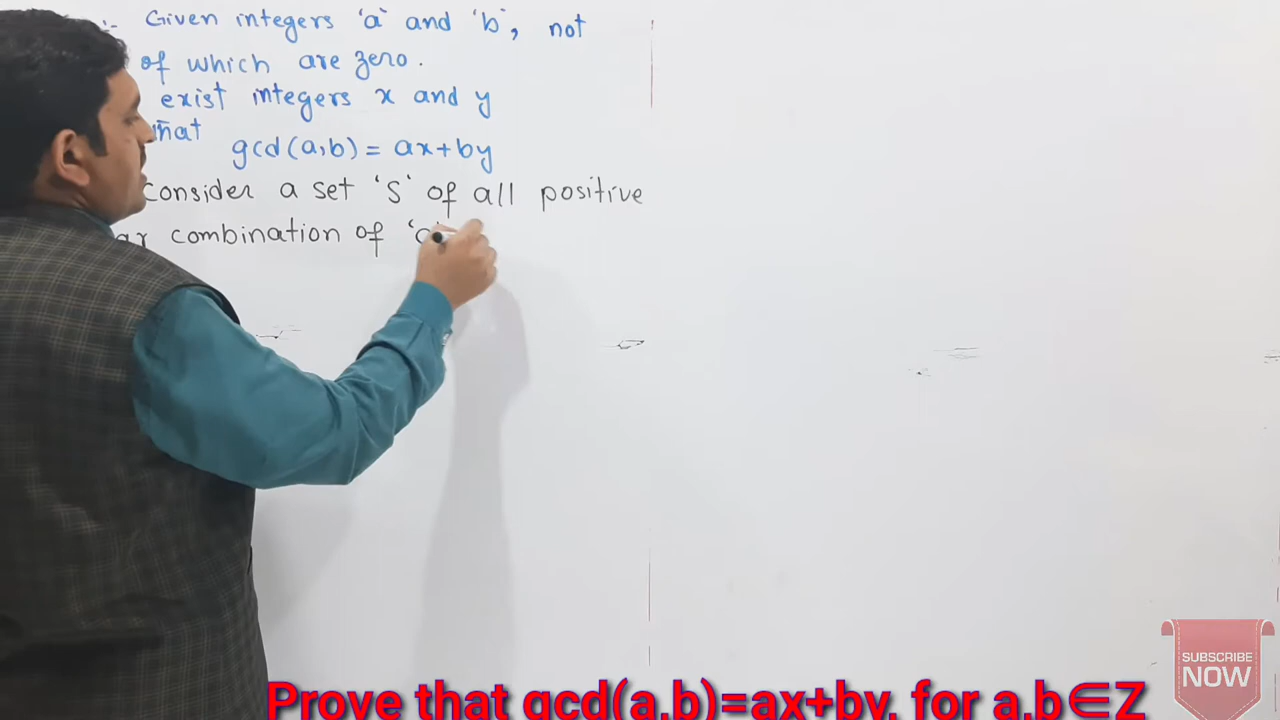 Given integers 'a' and 'b', not
of which are zero.
exist integers x and y
that
gcd(a,b) = ax+by
Consider a set 'S' of all positive
combination of 'a'
SUBSCRIBE
NOW
Prove that gcd(a,b)=ax+by, for a,b∈Z